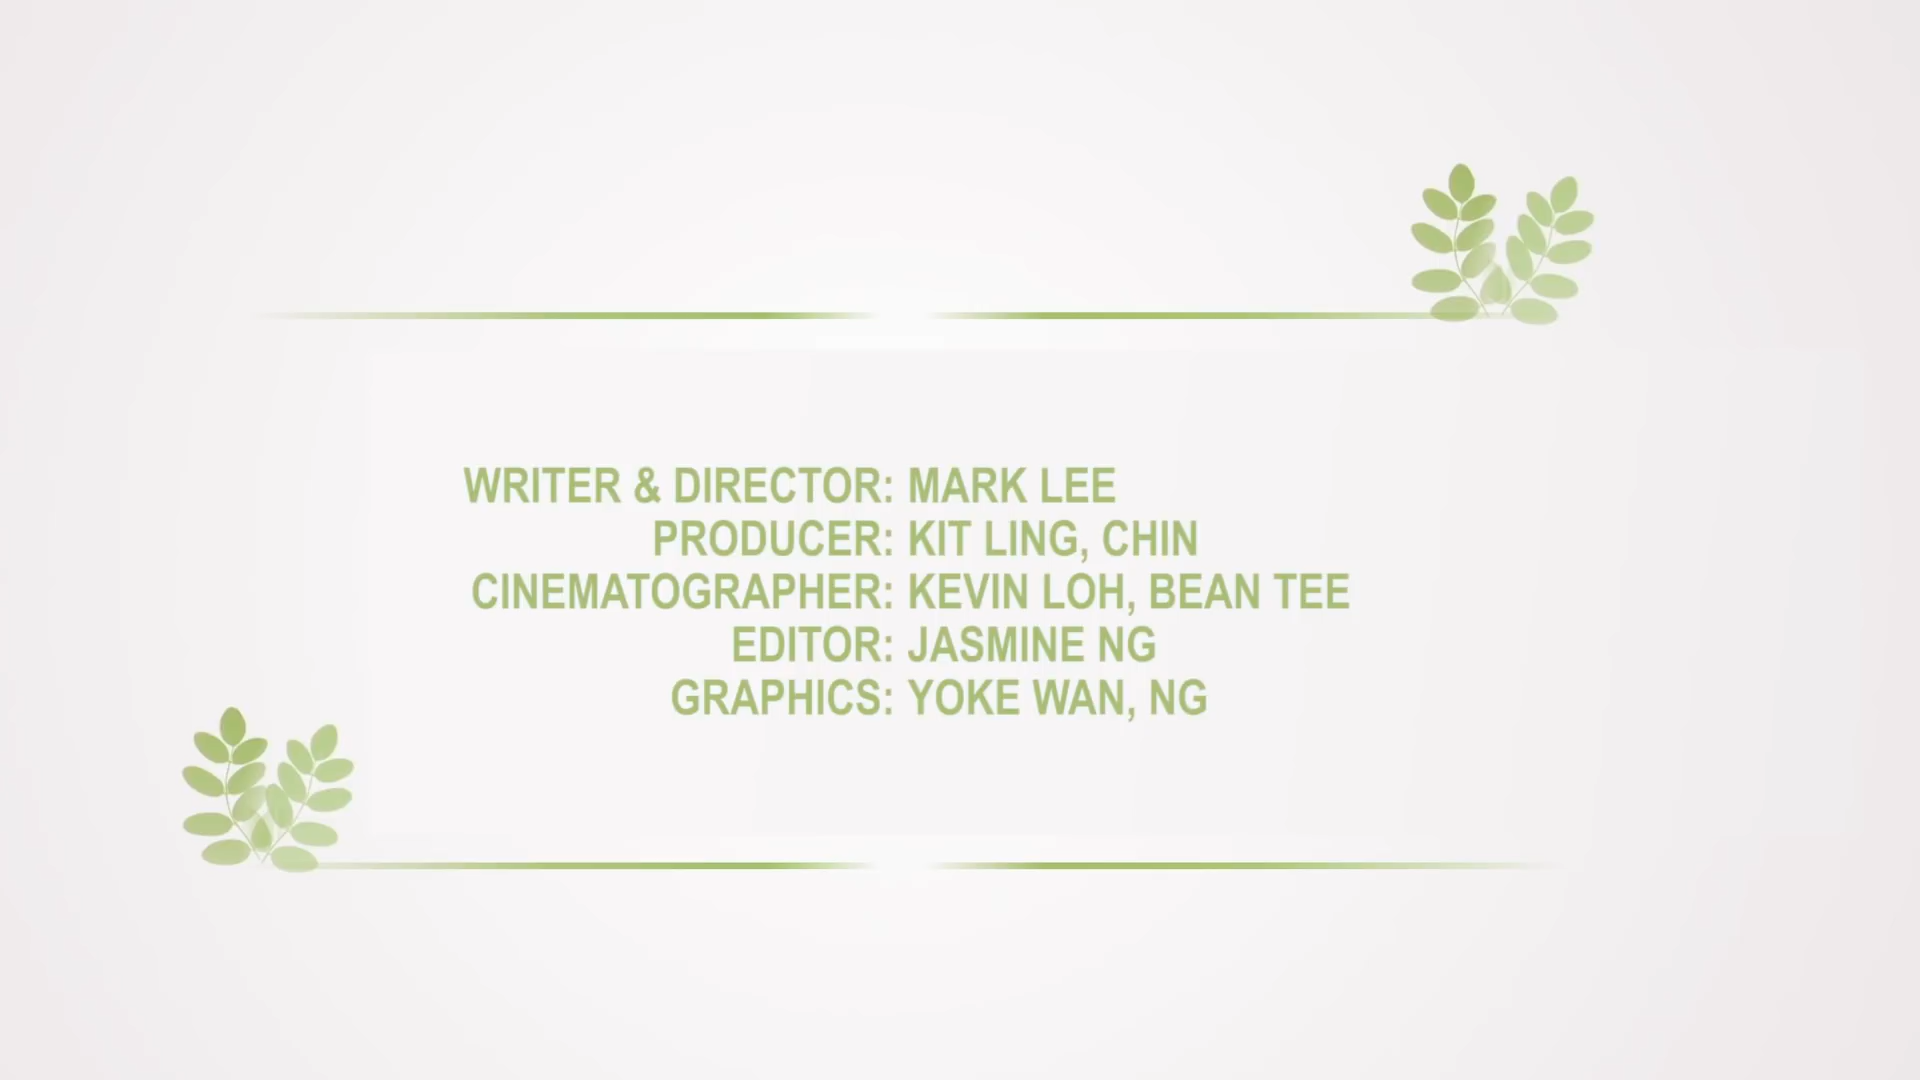 WRITER & DIRECTOR: MARK LEE
PRODUCER: KIT LING, CHIN
CINEMATOGRAPHER: KEVIN LOH, BEAN TEE
EDITOR: JASMINE NG
GRAPHICS: YOKE WAN, NG